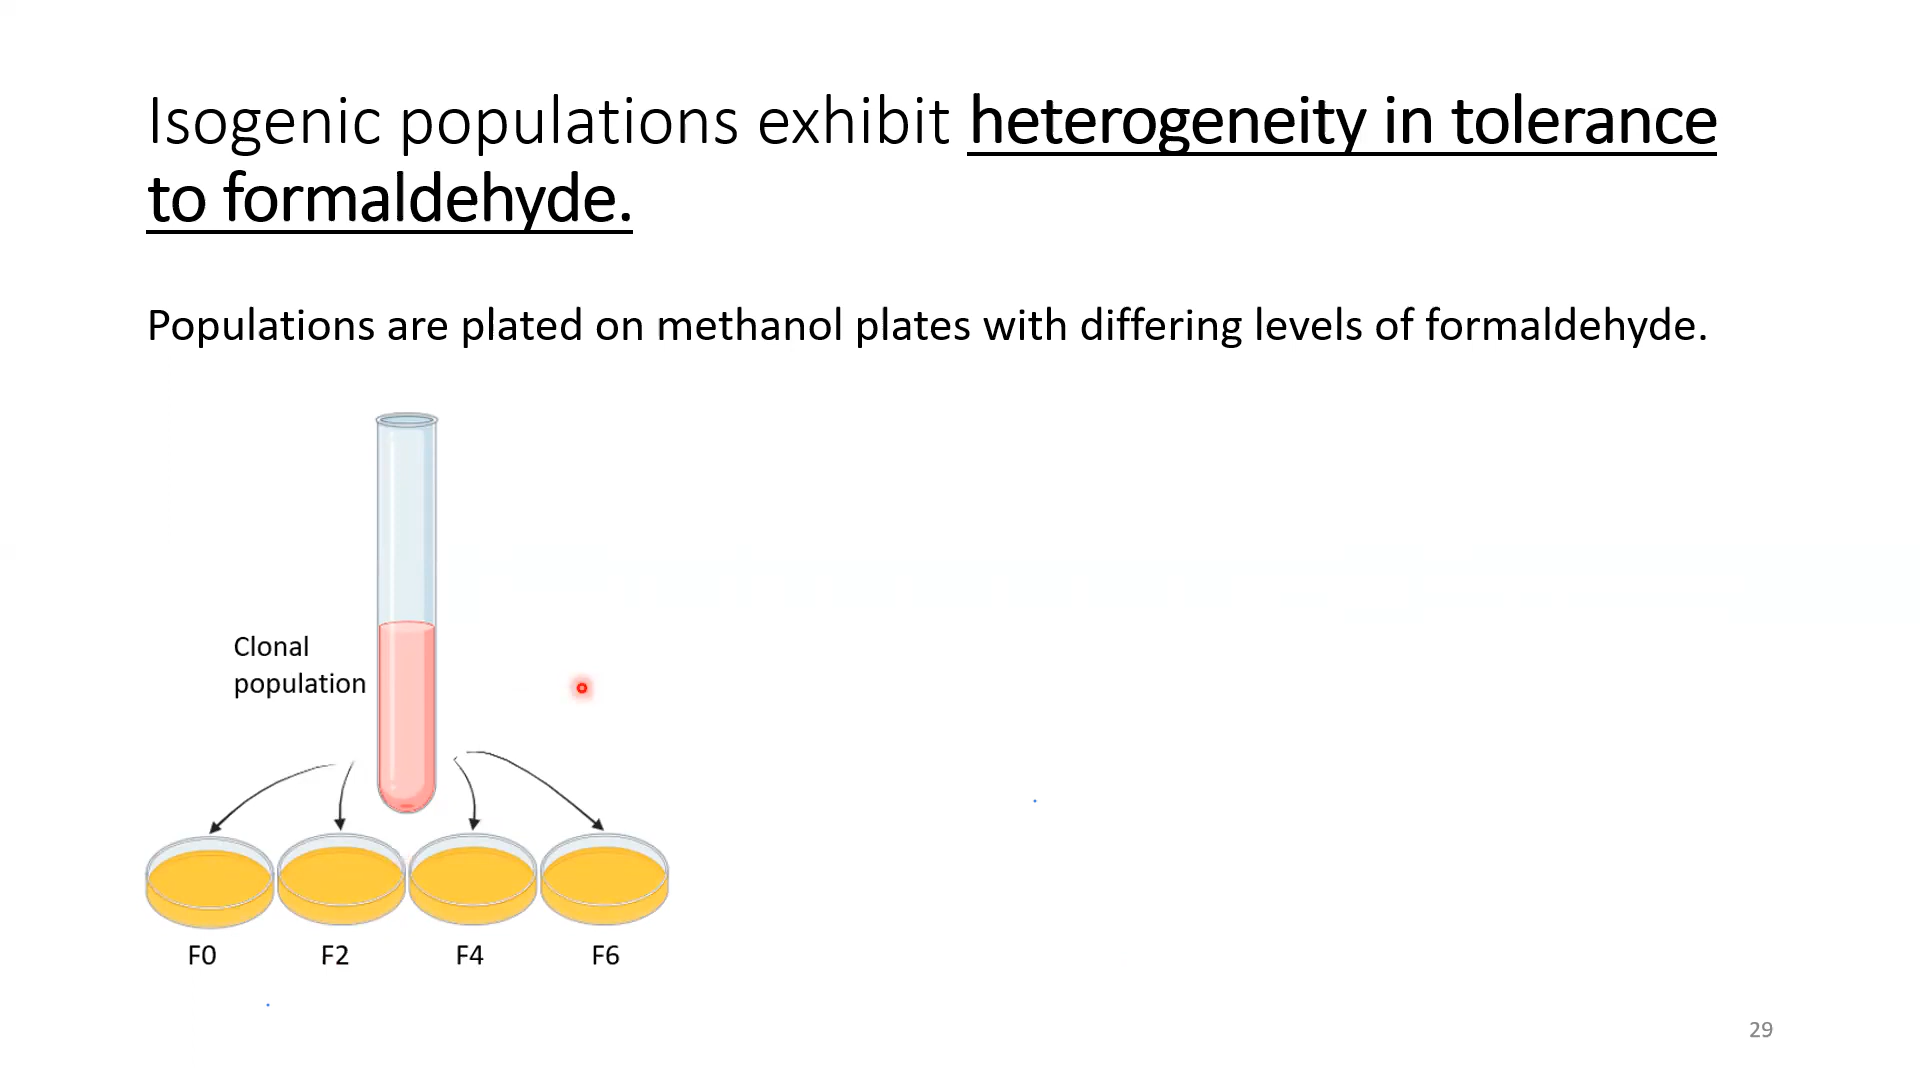 Isogenic populations exhibit heterogeneity in tolerance
to formaldehyde.
Populations are plated on methanol plates with differing levels of formaldehyde.
Clonal
population
F0 F2 F4 F6
29